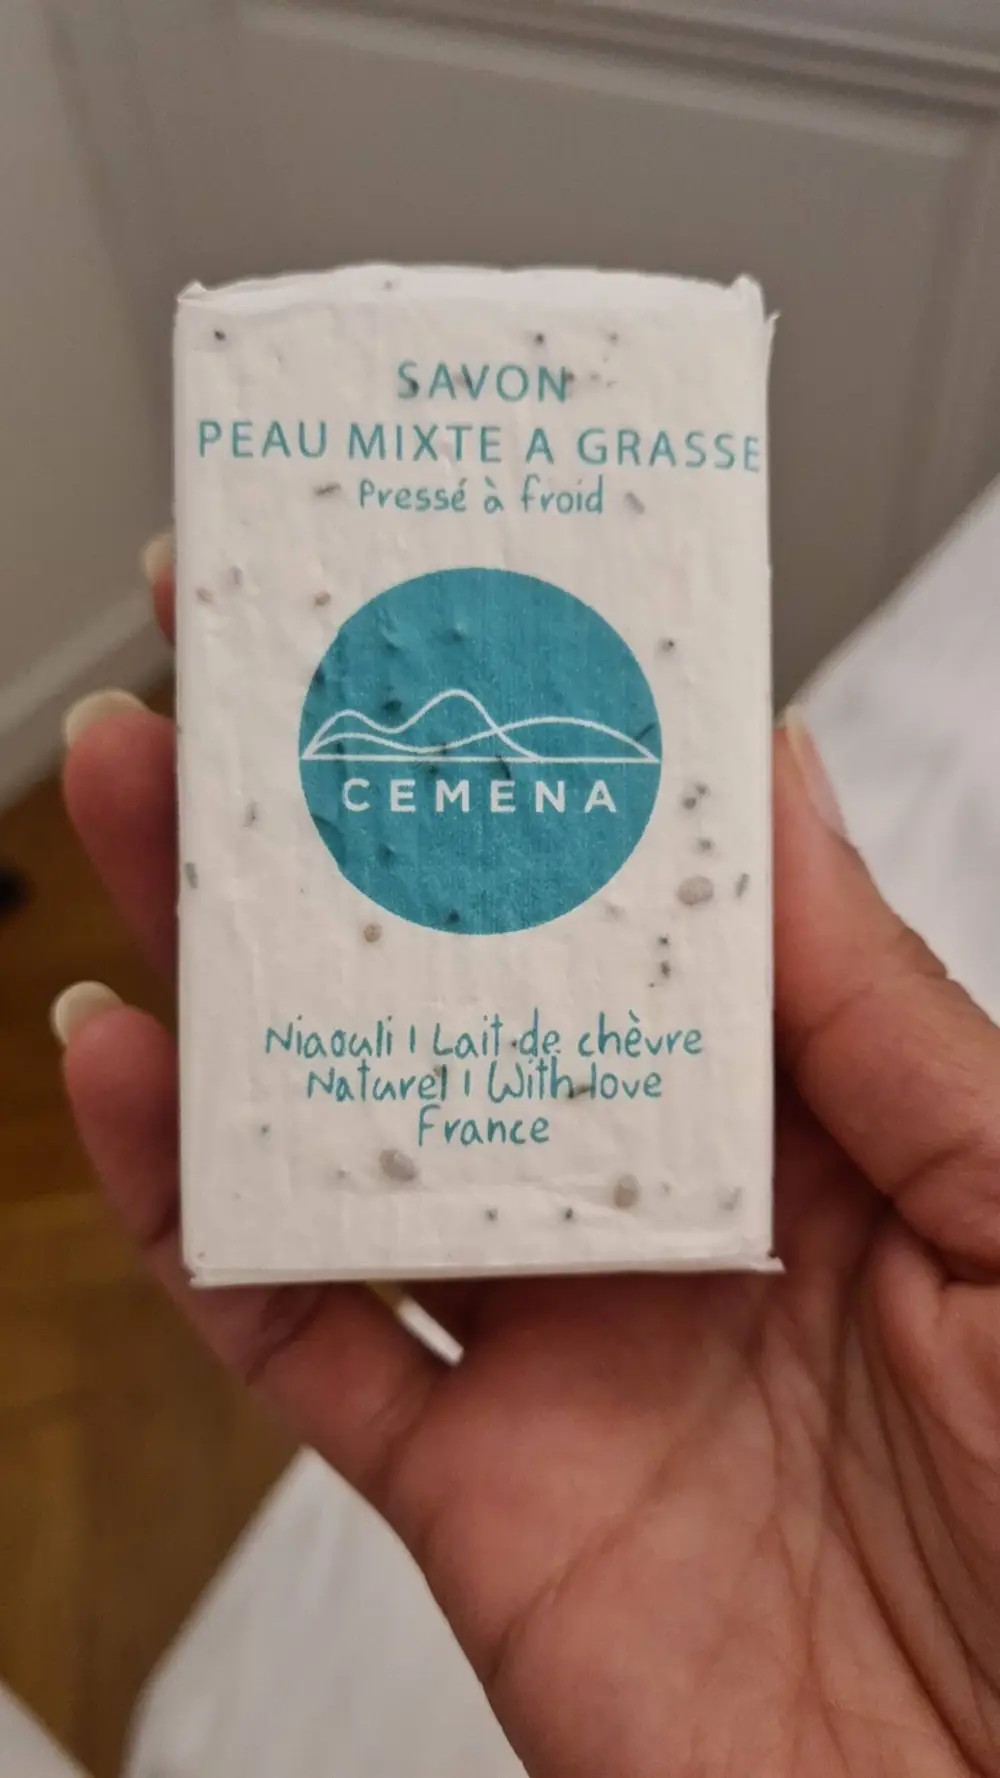 SAVON
PEAU MIXTE A GRASSE
Pressé à froid
CEMENA
Niaouli | Lait de chèvre
Naturel | With love
France